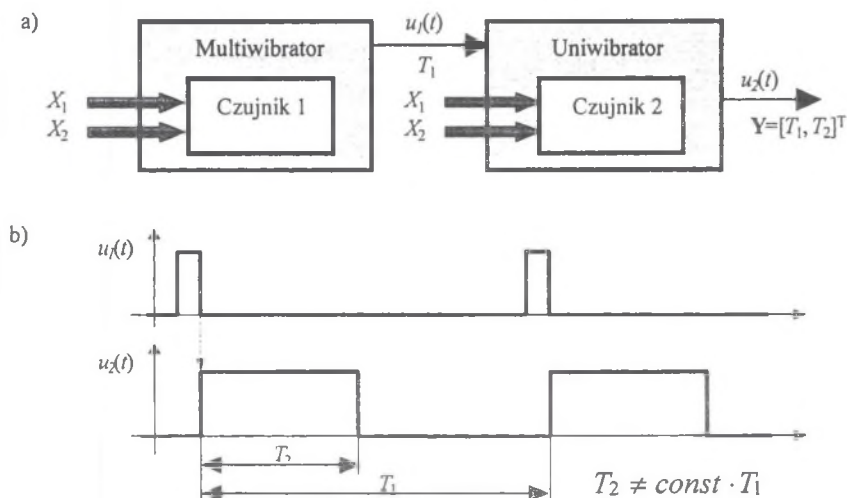 a)
u₁(t)
Multiwibrator
Uniwibrator
T₁
u₂(t)
X₁
Czujnik 1
X₁
Czujnik 2
X₂
X₂
Y=[T₁, T₂]ᵀ
b)
u₁(t)
u₂(t)
T₂
T₁
T₂ ≠ const · T₁